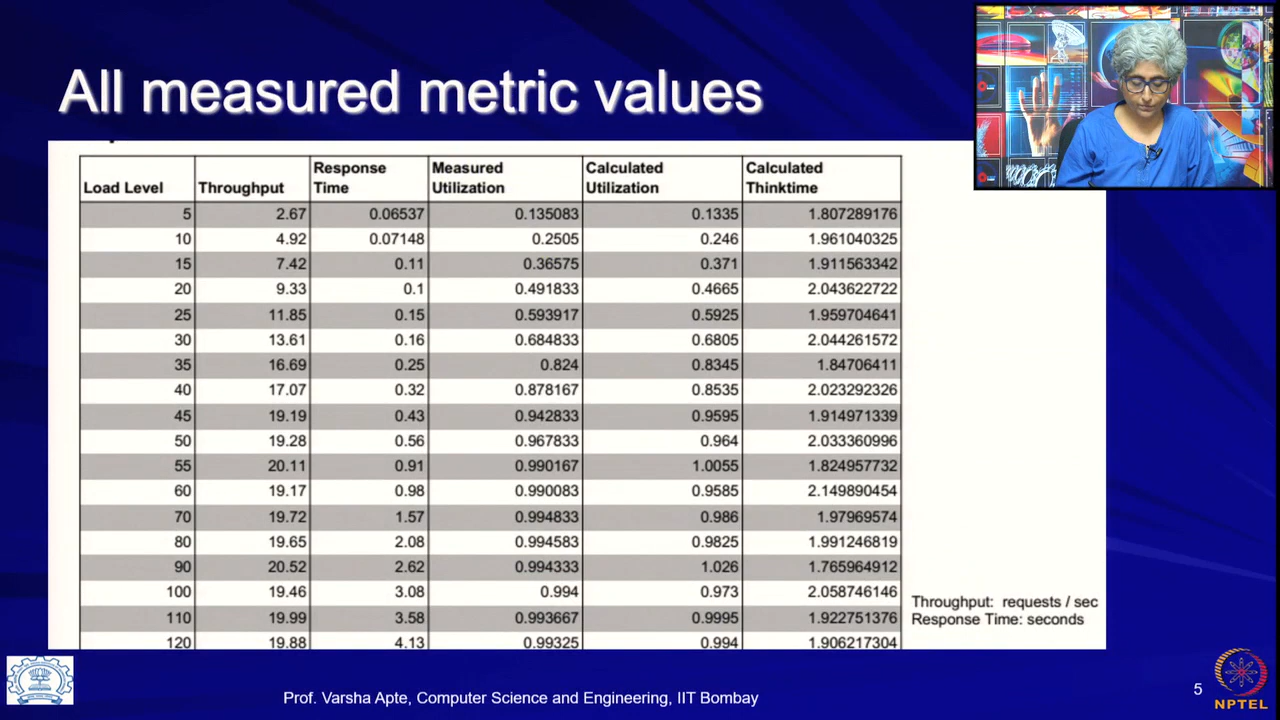 All measured metric values
Load Level Throughput Response Time Measured Utilization Calculated Utilization Calculated Thinktime
5 2.67 0.06537 0.135083 0.1335 1.807289176
10 4.92 0.07148 0.2505 0.246 1.961040325
15 7.42 0.11 0.36575 0.371 1.911563342
20 9.33 0.1 0.491833 0.4665 2.043622722
25 11.85 0.15 0.593917 0.5925 1.959704641
30 13.61 0.16 0.684833 0.6805 2.044261572
35 16.69 0.25 0.824 0.8345 1.84706411
40 17.07 0.32 0.878167 0.8535 2.023292326
45 19.19 0.43 0.942833 0.9595 1.914971339
50 19.28 0.56 0.967833 0.964 2.033360996
55 20.11 0.91 0.990167 1.0055 1.824957732
60 19.17 0.98 0.990083 0.9585 2.149890454
70 19.72 1.57 0.994833 0.986 1.97969574
80 19.65 2.08 0.994583 0.9825 1.991246819
90 20.52 2.62 0.994333 1.026 1.765964912
100 19.46 3.08 0.994 0.973 2.058746146
110 19.99 3.58 0.993667 0.9995 1.922751376
120 19.88 4.13 0.99325 0.994 1.906217304
Throughput: requests / sec
Response Time: seconds
Prof. Varsha Apte, Computer Science and Engineering, IIT Bombay
5
NPTEL